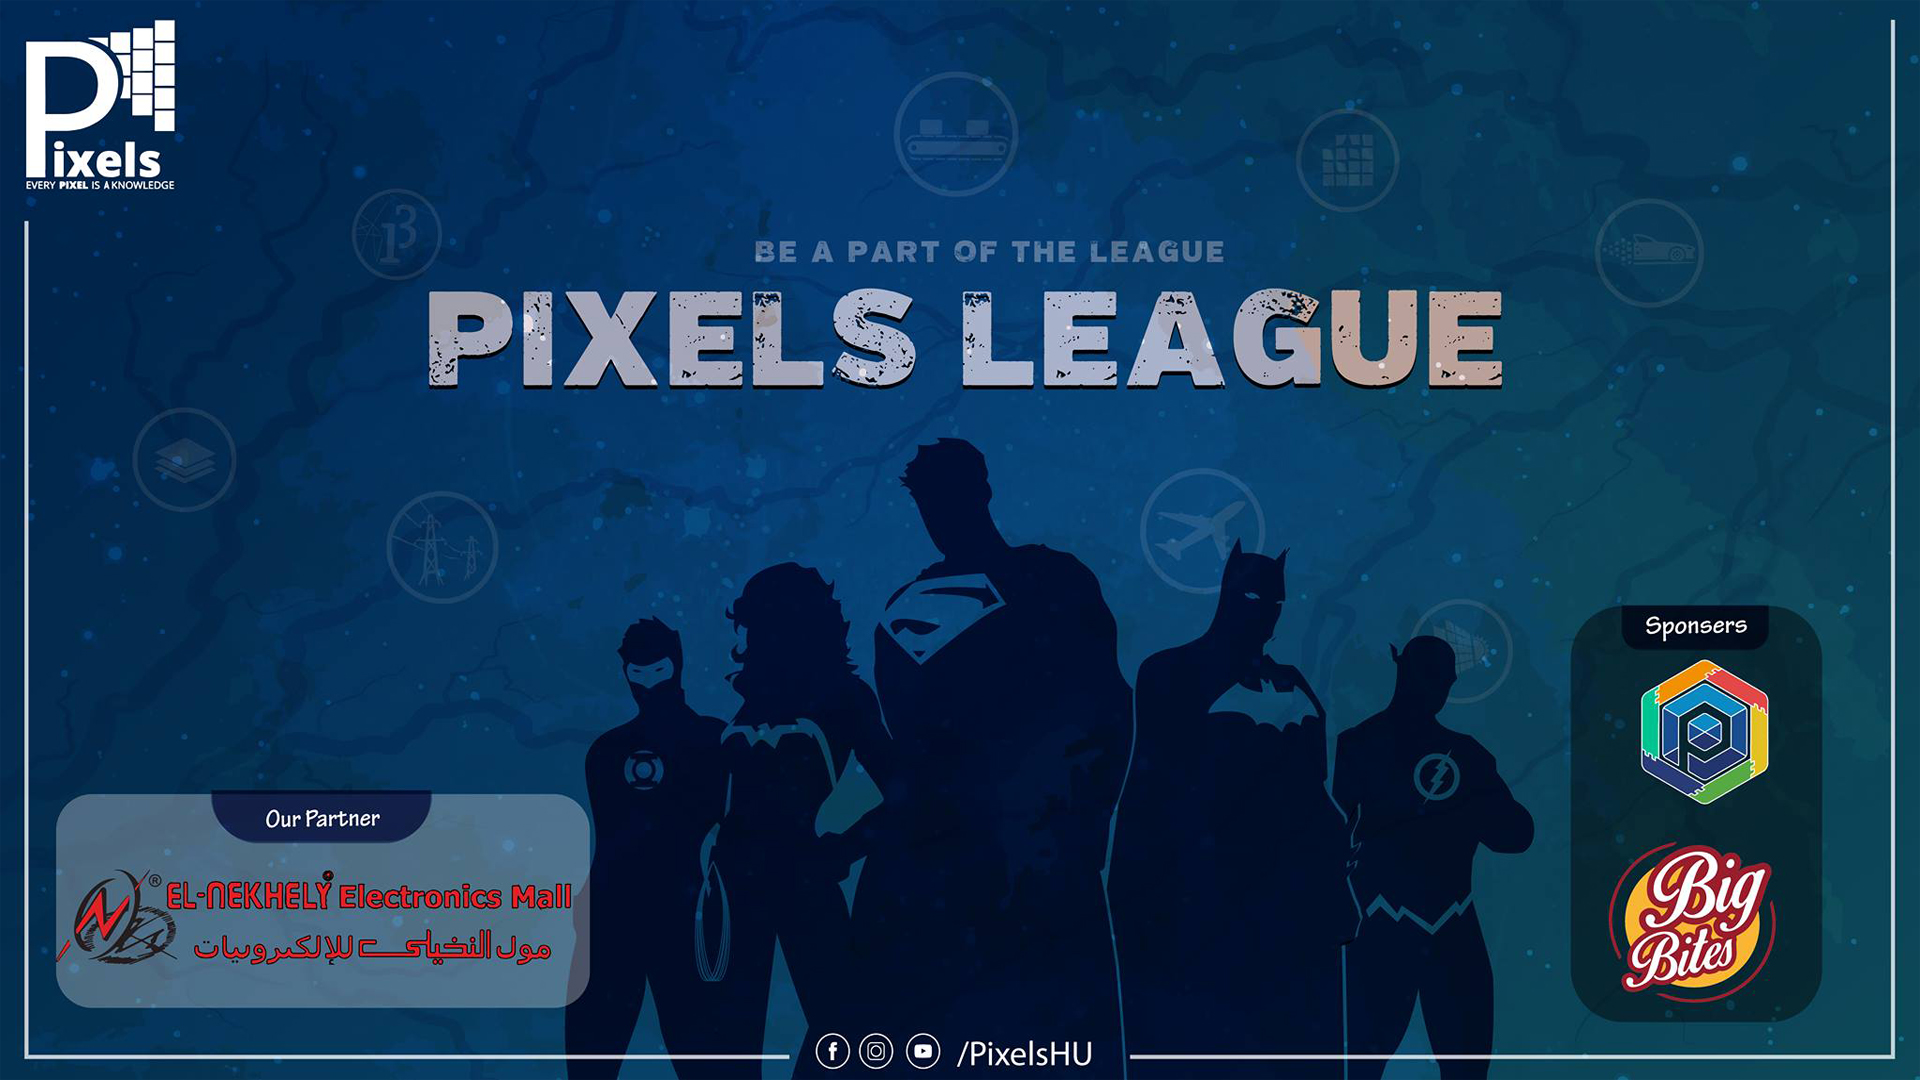 Pixels
EVERY PIXEL IS A KNOWLEDGE
BE A PART OF THE LEAGUE
PIXELS LEAGUE
Sponsers
Our Partner
EL-NEKHELY Electronics Mall
®
مول النخيلى للإلكترونيات
Big
Bites
/PixelsHU